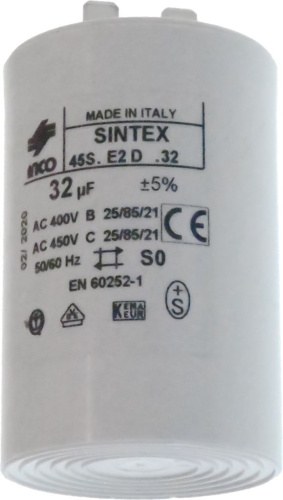 MADE IN ITALY
inco SINTEX
45S. E2 D .32
32 µF ±5%
AC 400V B 25/85/21
AC 450V C 25/85/21
CE
50/60 Hz S0
EN 60252-1
02/ 2020
KEMA
KEUR
+
S